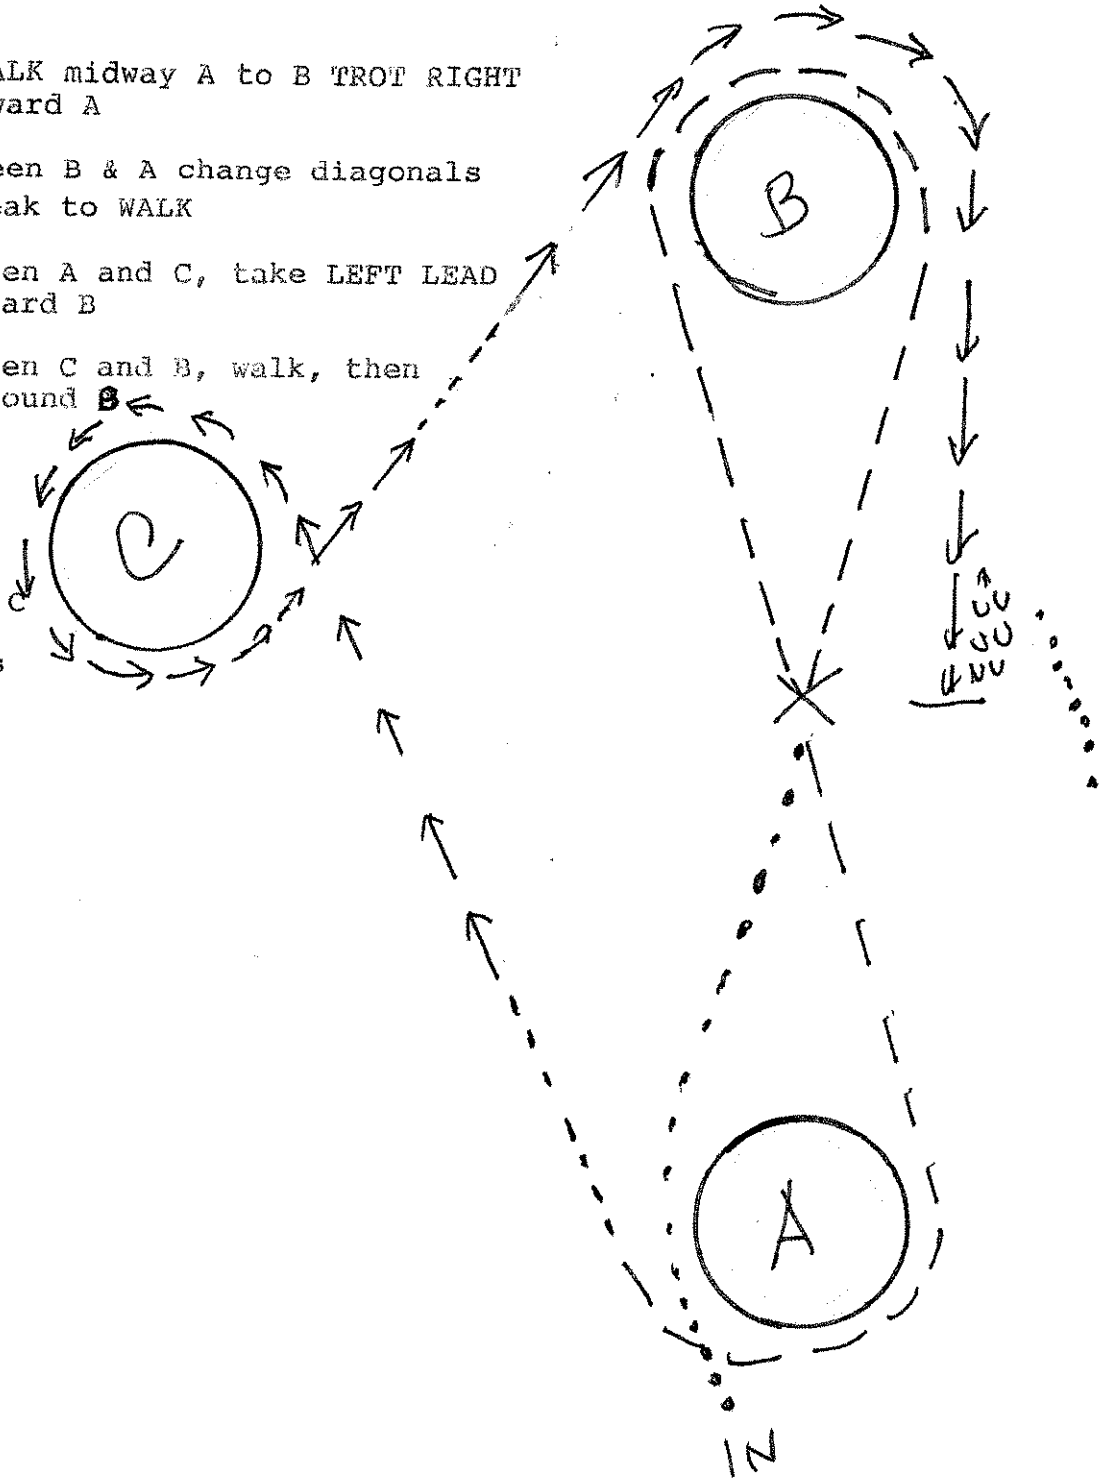 ALK midway A to B TROT RIGHT
ward A
een B & A change diagonals
eak to WALK
en A and C, take LEFT LEAD
ard B
en C and B, walk, then
ound B
B
C
C
s
A
IN